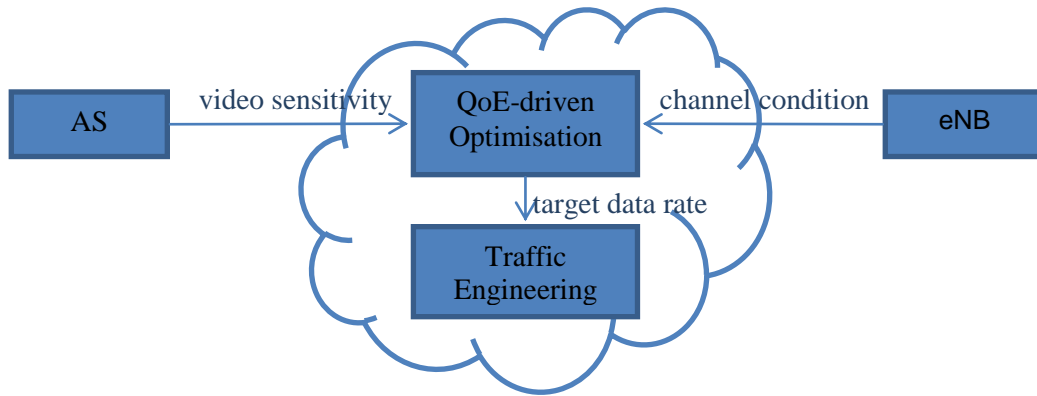 AS
video sensitivity
QoE-driven
Optimisation
channel condition
eNB
target data rate
Traffic
Engineering